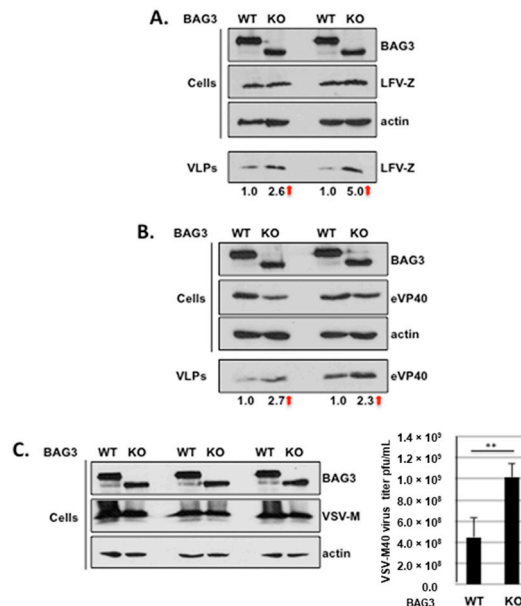 A.
BAG3 WT KO WT KO
BAG3
Cells LFV-Z
actin
VLPs LFV-Z
1.0 2.6 1.0 5.0
B.
BAG3 WT KO WT KO
BAG3
Cells eVP40
actin
VLPs eVP40
1.0 2.7 1.0 2.3
C.
BAG3 WT KO WT KO WT KO
BAG3
Cells VSV-M
actin
VSV-M40 virus titer pfu/mL
1.4 × 10⁹
1.2 × 10⁹
1.0 × 10⁹
8.0 × 10⁸
6.0 × 10⁸
4.0 × 10⁸
2.0 × 10⁸
0.0
**
BAG3 WT KO